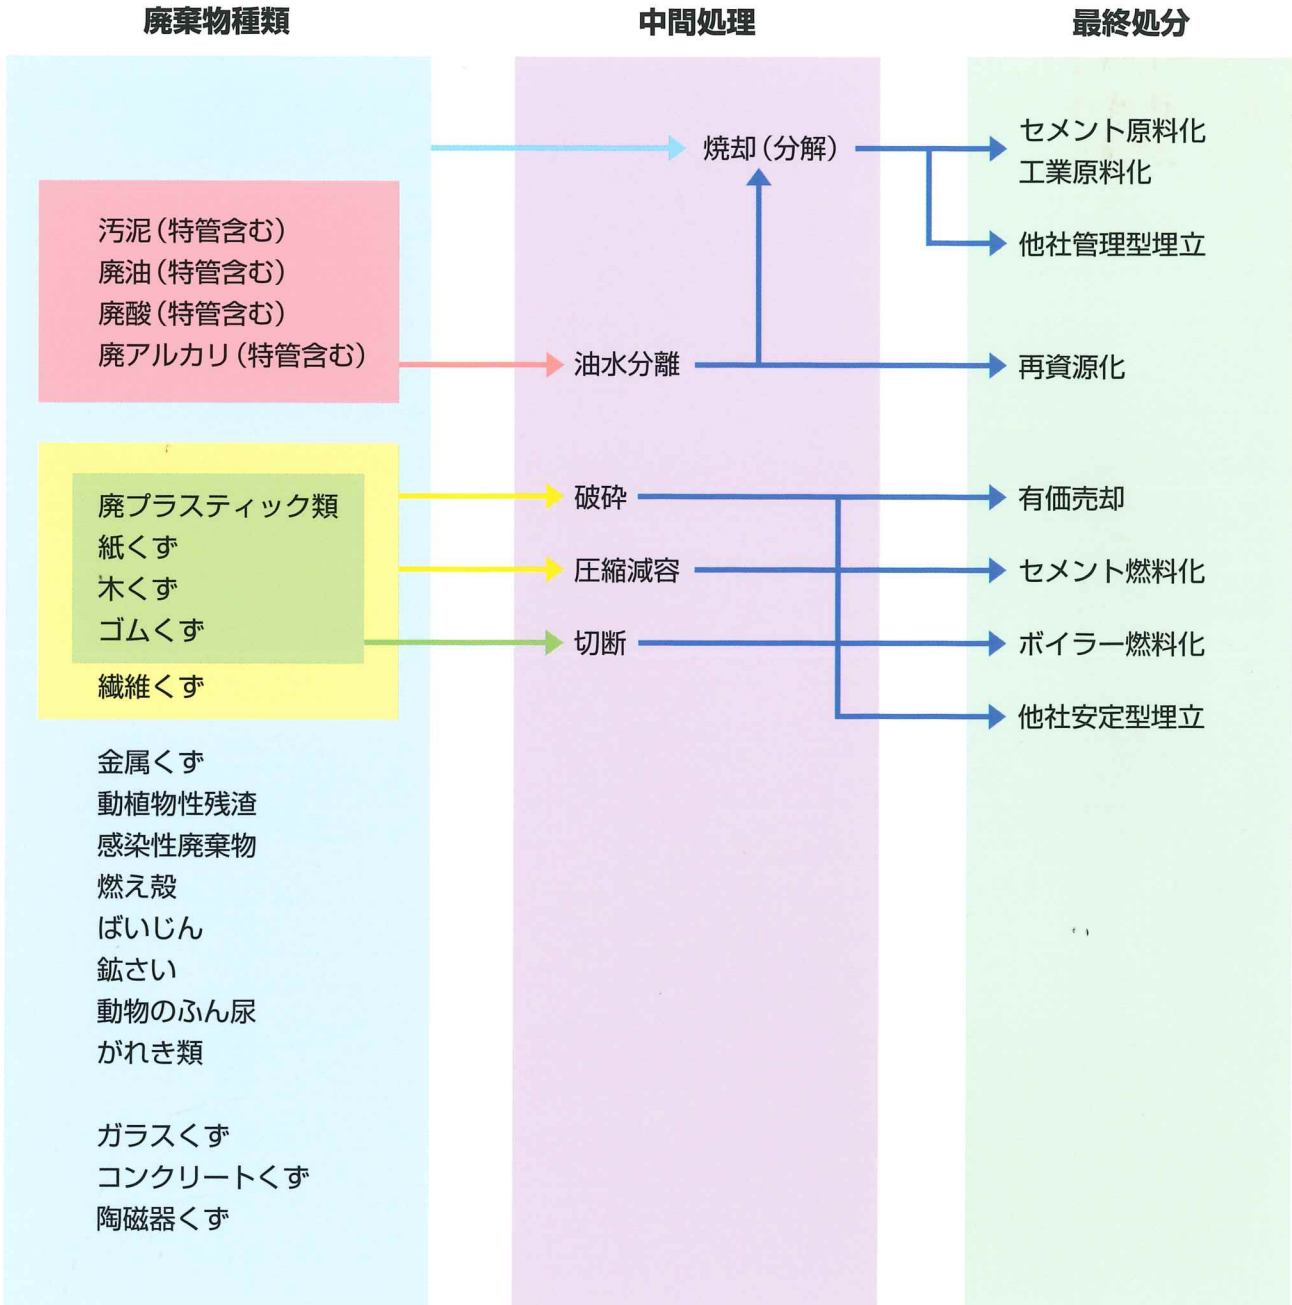 廃棄物種類
中間処理
最終処分
汚泥(特管含む)
廃油(特管含む)
廃酸(特管含む)
廃アルカリ(特管含む)
廃プラスティック類
紙くず
木くず
ゴムくず
繊維くず
金属くず
動植物性残渣
感染性廃棄物
燃え殻
ばいじん
鉱さい
動物のふん尿
がれき類
ガラスくず
コンクリートくず
陶磁器くず
焼却(分解)
油水分離
破砕
圧縮減容
切断
セメント原料化
工業原料化
他社管理型埋立
再資源化
有価売却
セメント燃料化
ボイラー燃料化
他社安定型埋立